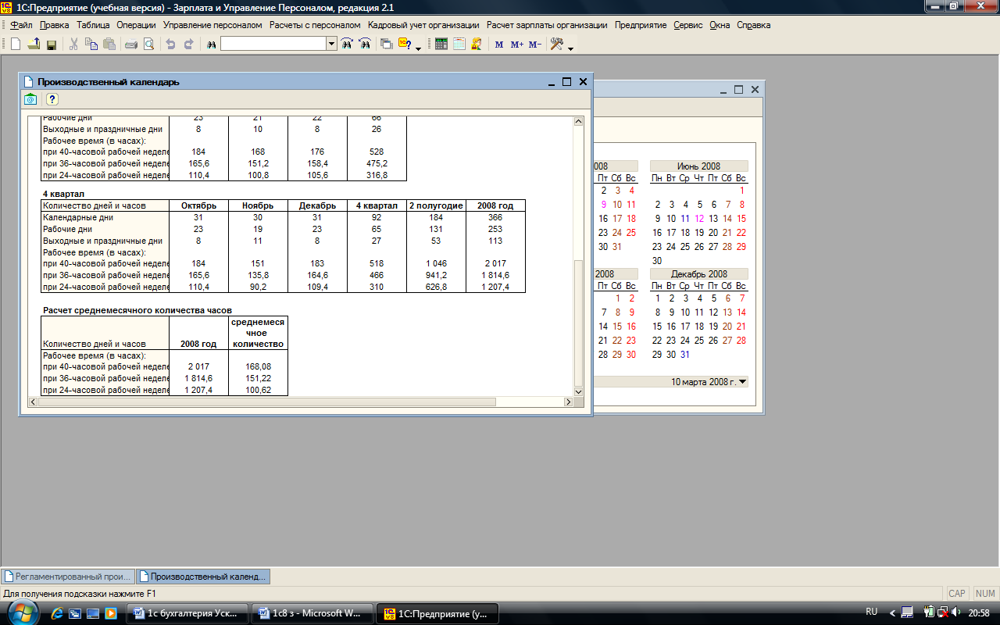 1С:Предприятие (учебная версия) - Зарплата и Управление Персоналом, редакция 2.1
Файл Правка Таблица Операции Управление персоналом Расчеты с персоналом Кадровый учет организации Расчет зарплаты организации Предприятие Сервис Окна Справка
M M+ M-
Производственный календарь
Рабочие дни 23 21 22 66
Выходные и праздничные дни 8 10 8 26
Рабочее время (в часах):
при 40-часовой рабочей неделе 184 168 176 528
при 36-часовой рабочей неделе 165,6 151,2 158,4 475,2
при 24-часовой рабочей неделе 110,4 100,8 105,6 316,8
4 квартал
Количество дней и часов Октябрь Ноябрь Декабрь 4 квартал 2 полугодие 2008 год
Календарные дни 31 30 31 92 184 366
Рабочие дни 23 19 23 65 131 253
Выходные и праздничные дни 8 11 8 27 53 113
Рабочее время (в часах):
при 40-часовой рабочей неделе 184 151 183 518 1 046 2 017
при 36-часовой рабочей неделе 165,6 135,8 164,6 466 941,2 1 814,6
при 24-часовой рабочей неделе 110,4 90,2 109,4 310 626,8 1 207,4
Расчет среднемесячного количества часов
Количество дней и часов 2008 год среднемеся
чное
количество
Рабочее время (в часах):
при 40-часовой рабочей неделе 2 017 168,08
при 36-часовой рабочей неделе 1 814,6 151,22
при 24-часовой рабочей неделе 1 207,4 100,62
008 Июнь 2008
Пт Сб Вс Пн Вт Ср Чт Пт Сб Вс
2 3 4 1
9 10 11 2 3 4 5 6 7 8
16 17 18 9 10 11 12 13 14 15
23 24 25 16 17 18 19 20 21 22
30 31 23 24 25 26 27 28 29
30
2008 Декабрь 2008
Пт Сб Вс Пн Вт Ср Чт Пт Сб Вс
1 2 1 2 3 4 5 6 7
7 8 9 8 9 10 11 12 13 14
14 15 16 15 16 17 18 19 20 21
21 22 23 22 23 24 25 26 27 28
28 29 30 29 30 31
10 марта 2008 г.
Регламентированный прои... Производственный календ...
Для получения подсказки нажмите F1 CAP NUM
1с бухгалтерия Уск... 1с8 з - Microsoft W... 1С:Предприятие (у... RU 20:58